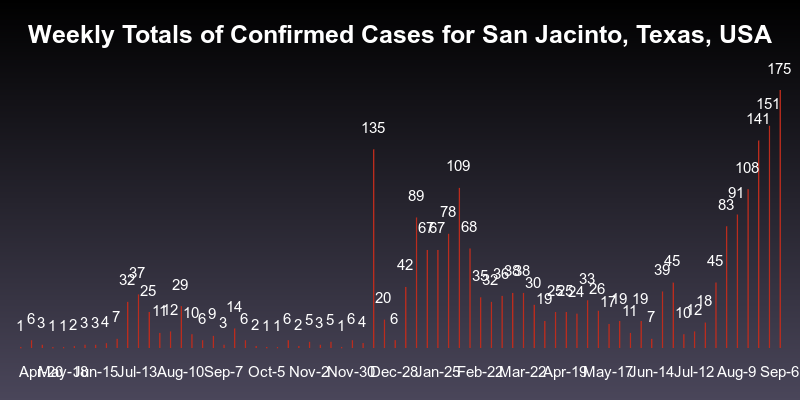 Weekly Totals of Confirmed Cases for San Jacinto, Texas, USA
1 6 3 1 1 2 3 3 4 7 32 37 25 11 12 29 10 6 9 3 14 6 2 1 1 6 2 5 3 5 1 6 4 135 20 6 42 89 67 67 78 109 68 35 32 36 38 38 30 19 25 25 24 33 26 17 19 11 19 7 39 45 10 12 18 45 83 91 108 141 151 175
Apr-20 May-18 Jun-15 Jul-13 Aug-10 Sep-7 Oct-5 Nov-2 Nov-30 Dec-28 Jan-25 Feb-22 Mar-22 Apr-19 May-17 Jun-14 Jul-12 Aug-9 Sep-6